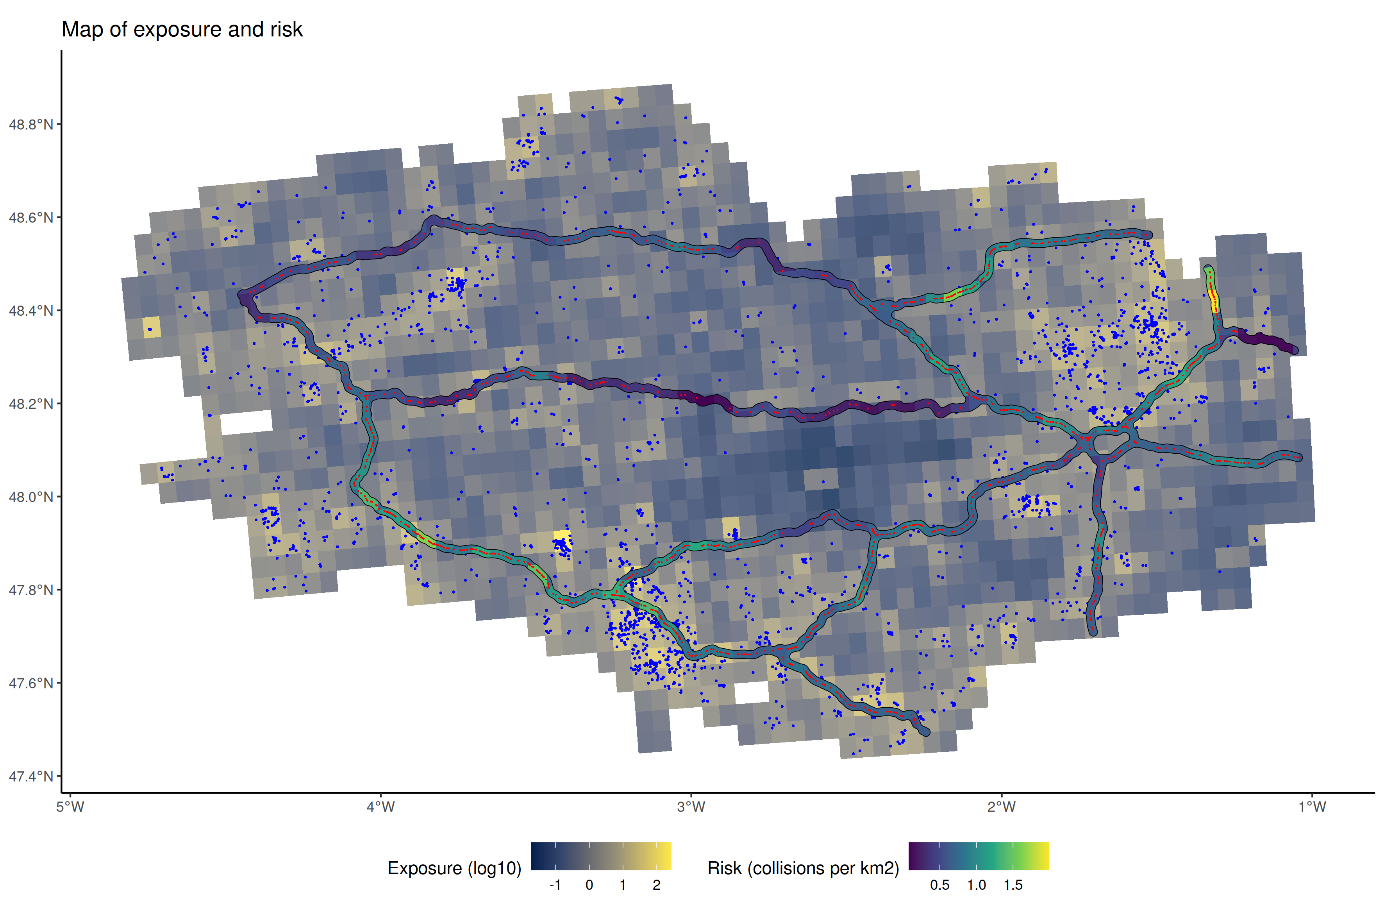 Map of exposure and risk
48.8°N
48.6°N
48.4°N
48.2°N
48.0°N
47.8°N
47.6°N
47.4°N
5°W
4°W
3°W
2°W
1°W
Exposure (log10)
-1
0
1
2
Risk (collisions per km2)
0.5
1.0
1.5